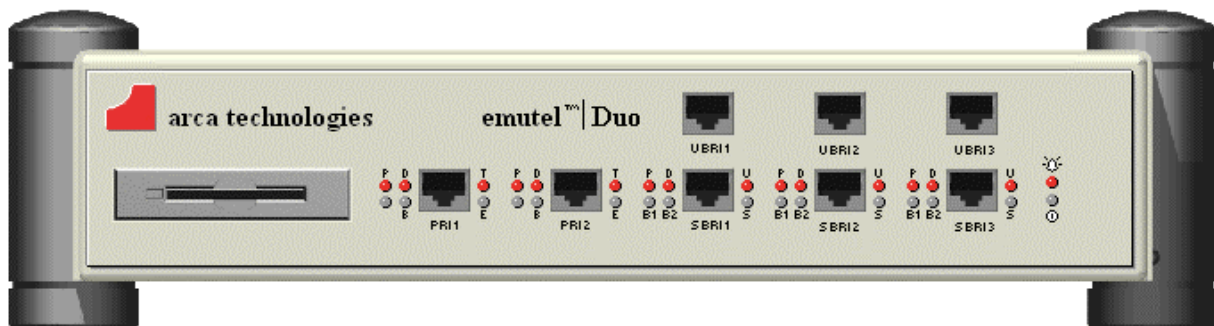 arca technologies
emutel™|Duo
UBRI1 UBRI2 UBRI3
P D T P D T P D U P D U P D U
B E B E B1 B2 S B1 B2 S B1 B2 S
PRI1 PRI2 SBRI1 SBRI2 SBRI3